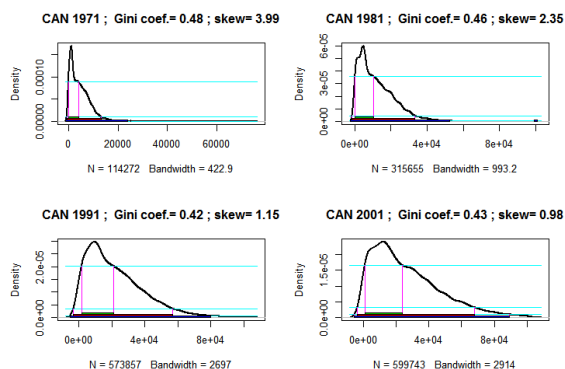 CAN 1971 ; Gini coef.= 0.48 ; skew= 3.99
Density
0.00000 0.00010
0 20000 40000 60000
N = 114272 Bandwidth = 422.9
CAN 1981 ; Gini coef.= 0.46 ; skew= 2.35
Density
0e+00 3e-05 6e-05
0e+00 4e+04 8e+04
N = 315655 Bandwidth = 993.2
CAN 1991 ; Gini coef.= 0.42 ; skew= 1.15
Density
0.0e+00 2.0e-05
0e+00 4e+04 8e+04
N = 573857 Bandwidth = 2697
CAN 2001 ; Gini coef.= 0.43 ; skew= 0.98
Density
0.0e+00 1.5e-05
0e+00 4e+04 8e+04
N = 599743 Bandwidth = 2914